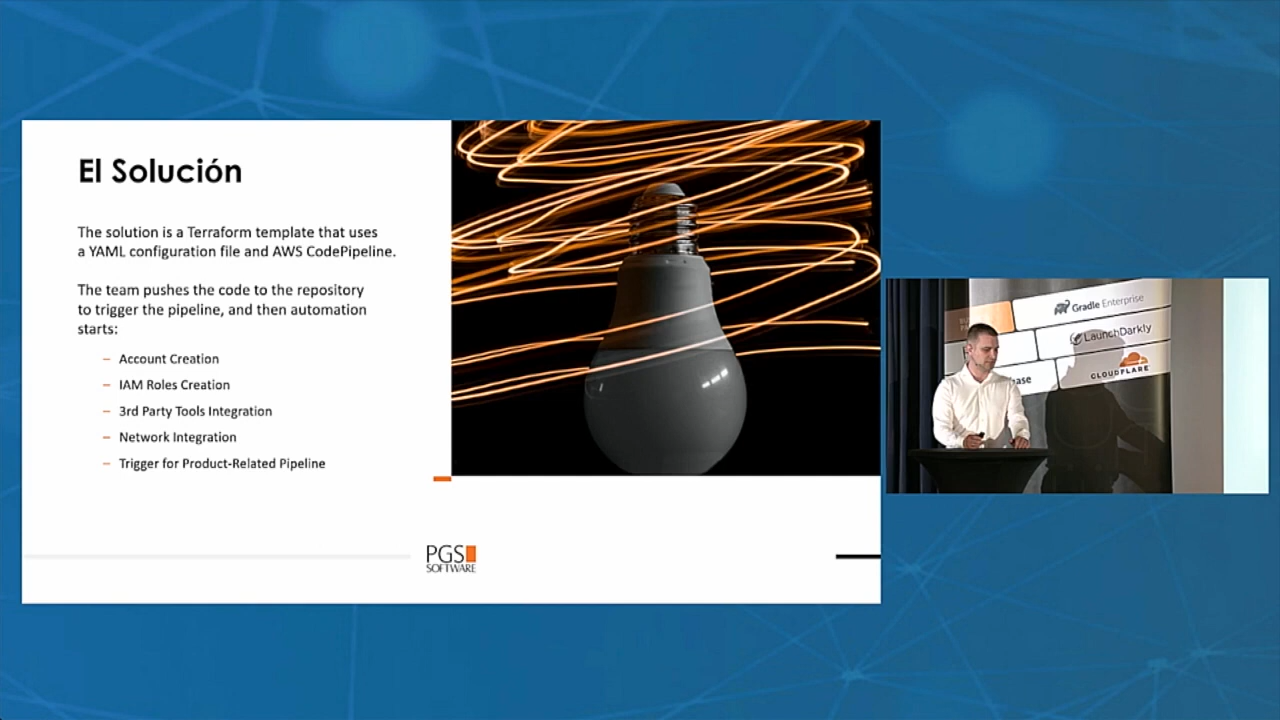 El Solución
The solution is a Terraform template that uses
a YAML configuration file and AWS CodePipeline.
The team pushes the code to the repository
to trigger the pipeline, and then automation
starts:
– Account Creation
– IAM Roles Creation
– 3rd Party Tools Integration
– Network Integration
– Trigger for Product-Related Pipeline
PGS
SOFTWARE
Gradle Enterprise
LaunchDarkly
CLOUDFLARE